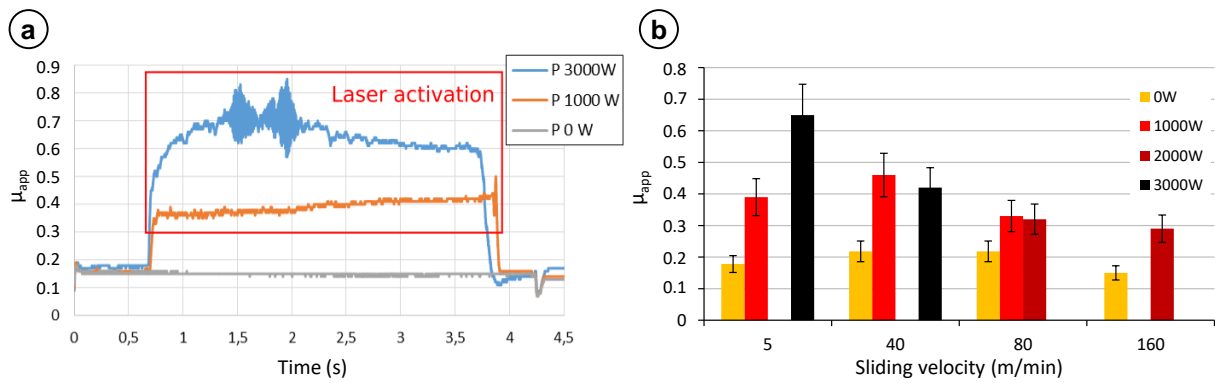 a
0.9
0.8
0.7
0.6
0.5
0.4
0.3
0.2
0.1
0
0,5
1
1,5
2
2,5
3
3,5
4
4,5
μapp
Time (s)
Laser activation
P 3000W
P 1000 W
P 0 W
b
0.8
0.7
0.6
0.5
0.4
0.3
0.2
0.1
0
5
40
80
160
μapp
Sliding velocity (m/min)
0W
1000W
2000W
3000W